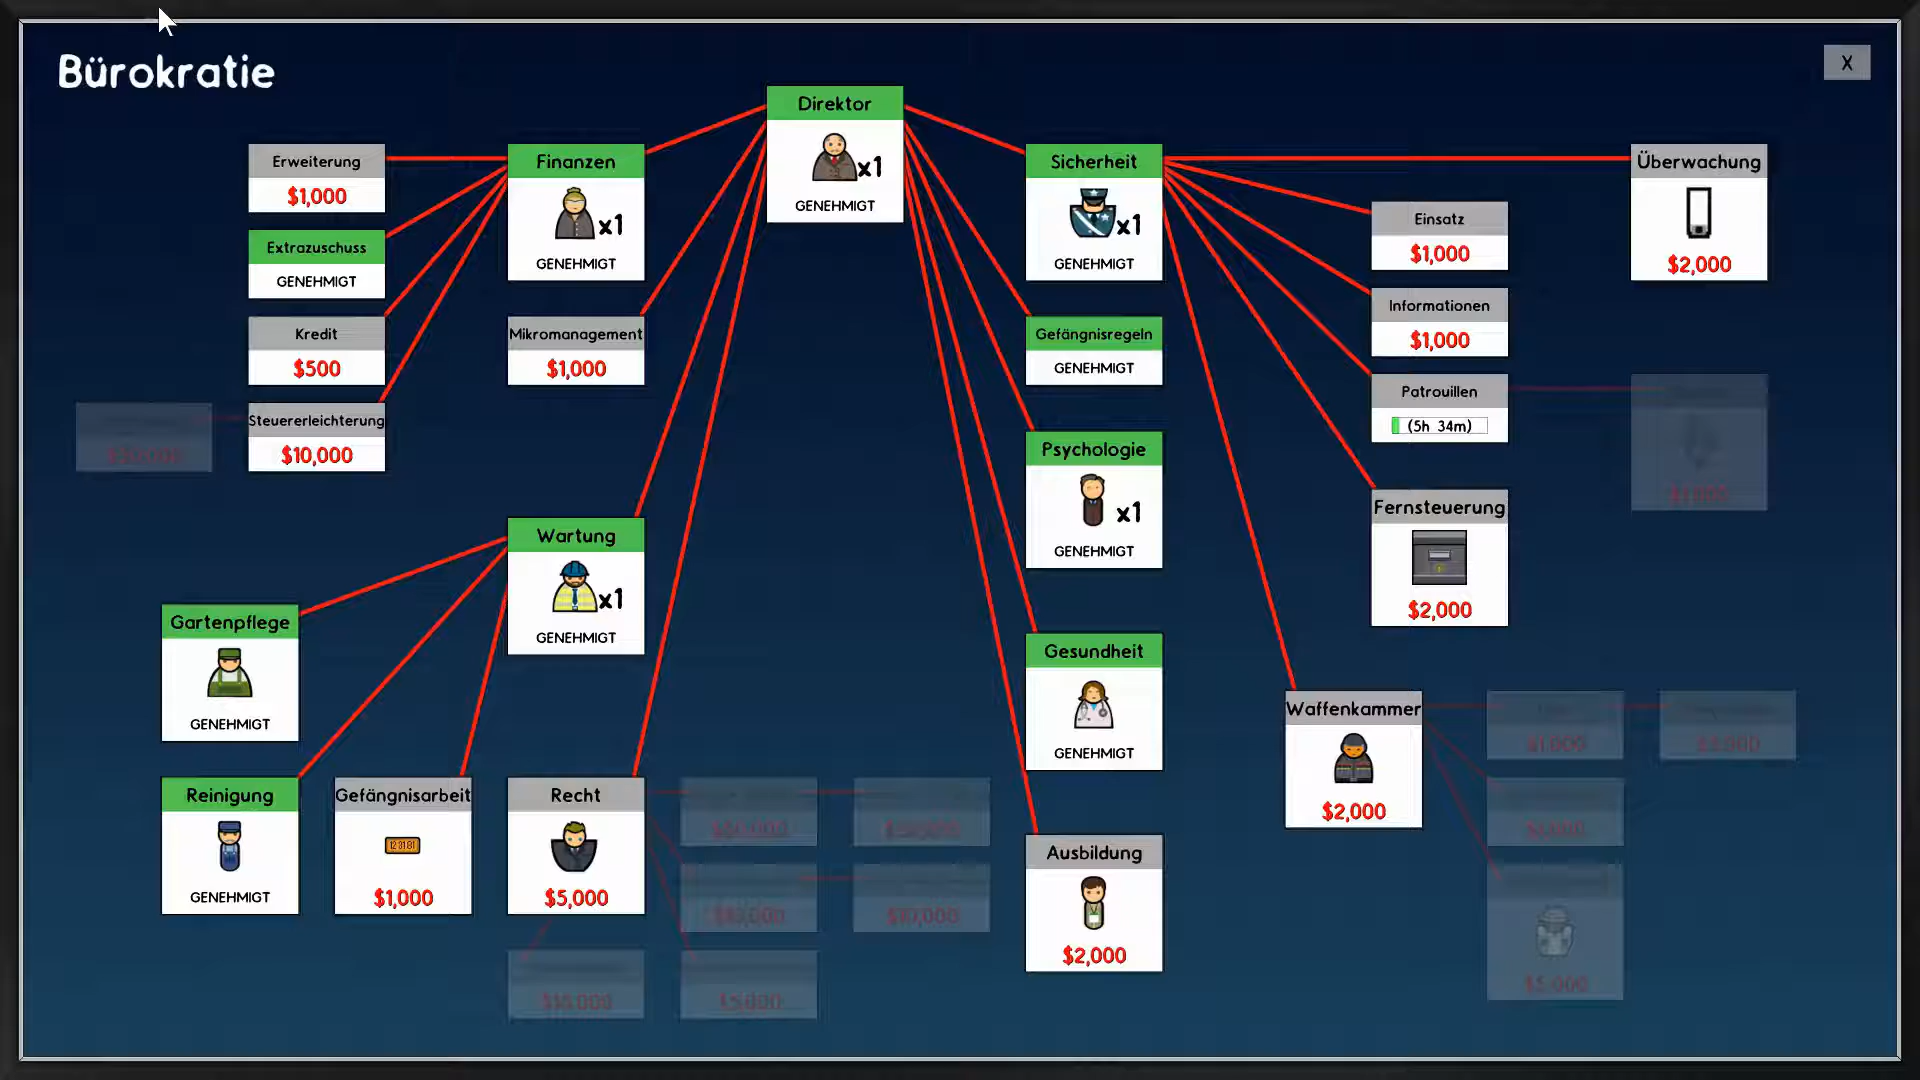 Bürokratie
X
Direktor
x1
GENEHMIGT
Erweiterung
$1,000
Finanzen
x1
GENEHMIGT
Sicherheit
x1
GENEHMIGT
Überwachung
$2,000
Extrazuschuss
GENEHMIGT
Einsatz
$1,000
Kredit
$500
Mikromanagement
$1,000
Gefängnisregeln
GENEHMIGT
Informationen
$1,000
Steuererleichterung
$10,000
Patrouillen
(5h 34m)
Psychologie
x1
GENEHMIGT
Fernsteuerung
$2,000
Wartung
x1
GENEHMIGT
Gartenpflege
GENEHMIGT
Gesundheit
GENEHMIGT
Waffenkammer
$2,000
Reinigung
GENEHMIGT
Gefängnisarbeit
12 31 81
$1,000
Recht
$5,000
Ausbildung
$2,000